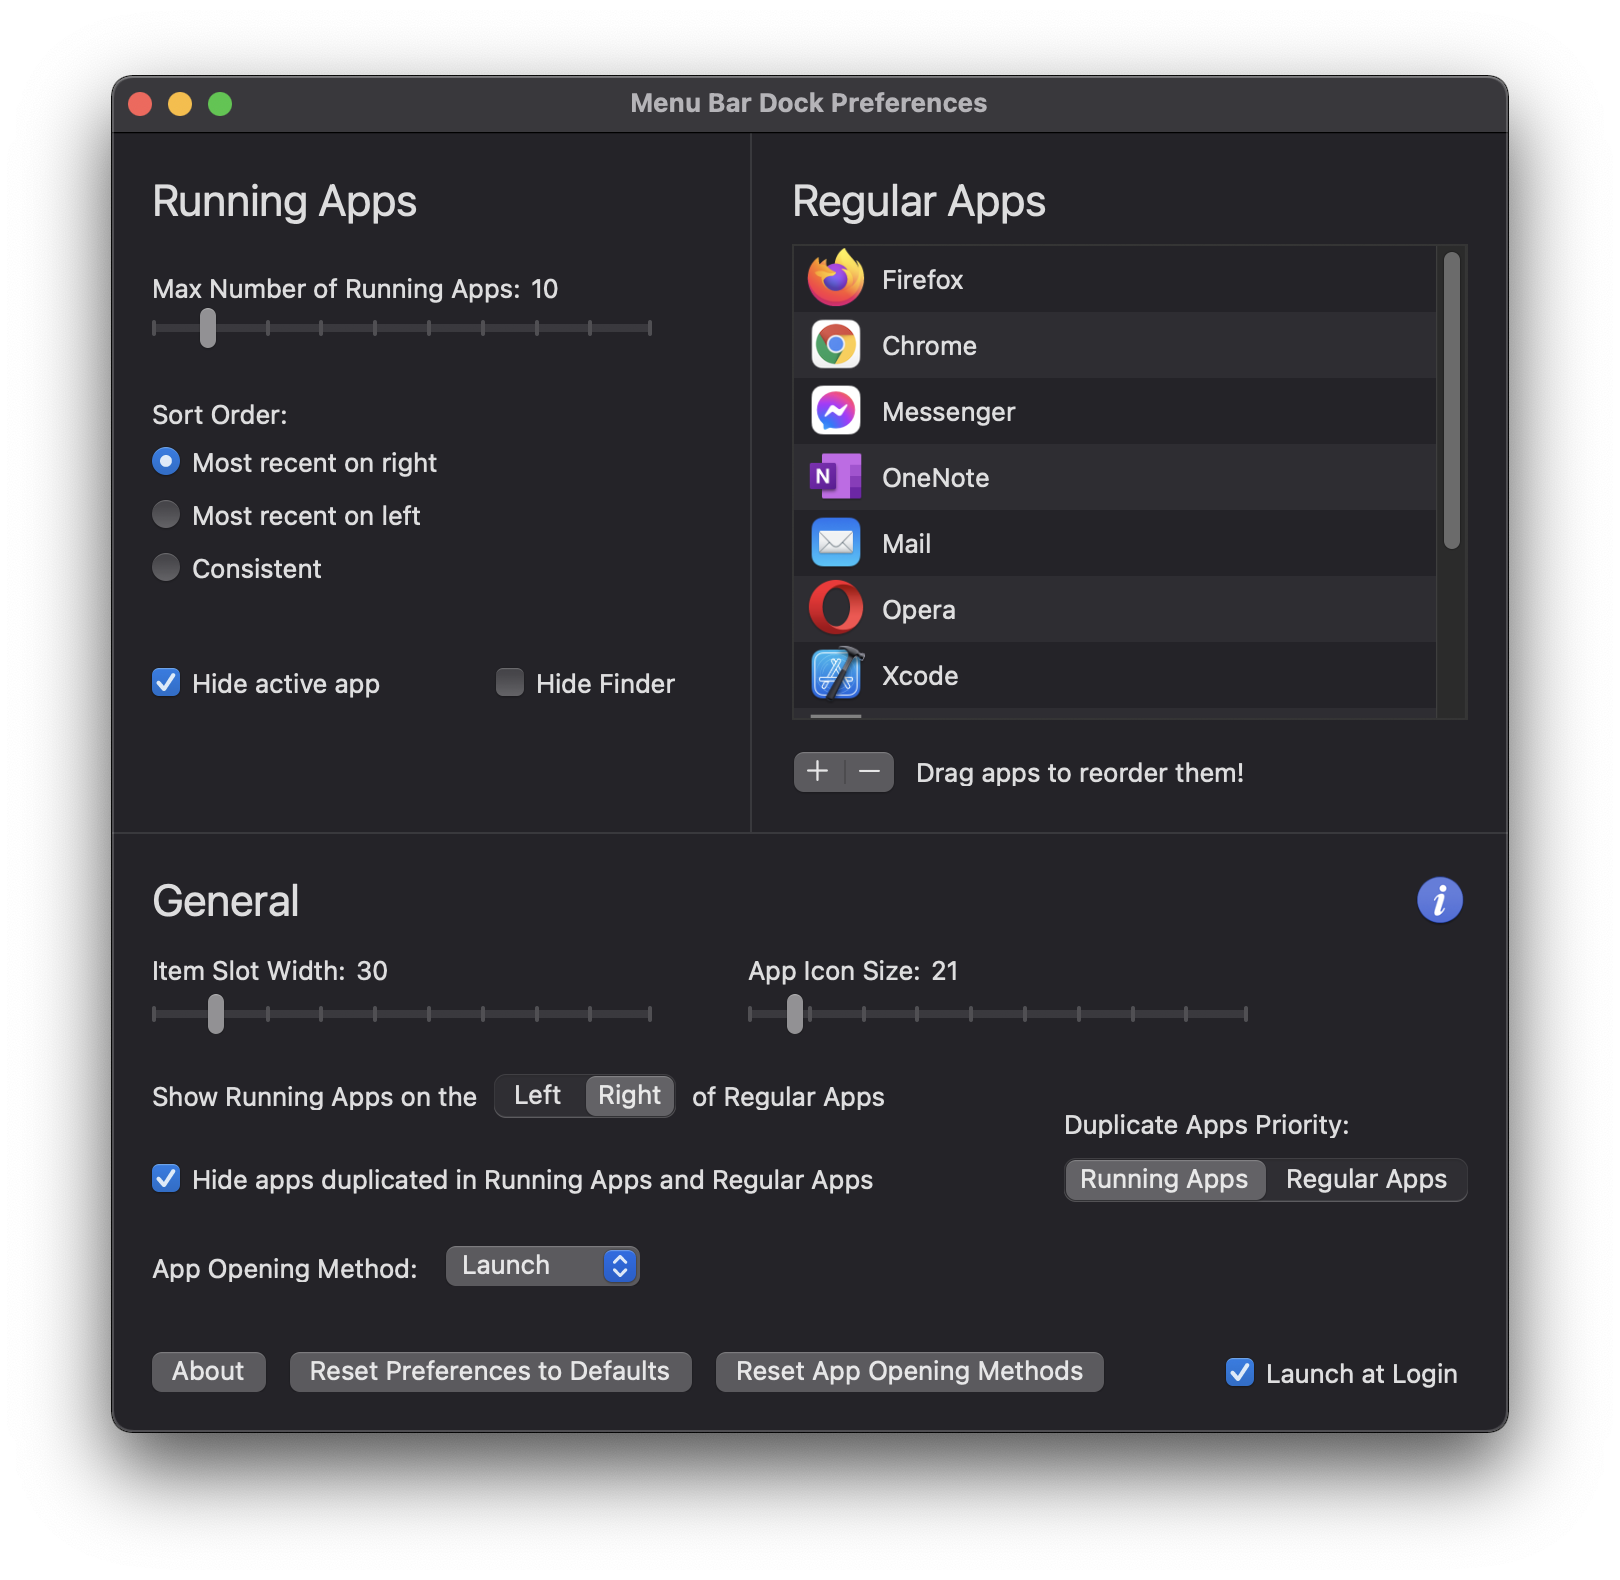 Menu Bar Dock Preferences
Running Apps
Max Number of Running Apps: 10
Sort Order:
Most recent on right
Most recent on left
Consistent
Hide active app
Hide Finder
Regular Apps
Firefox
Chrome
Messenger
N
OneNote
Mail
Opera
Xcode
Drag apps to reorder them!
General
i
Item Slot Width: 30
App Icon Size: 21
Show Running Apps on the Left Right of Regular Apps
Duplicate Apps Priority:
Hide apps duplicated in Running Apps and Regular Apps
Running Apps Regular Apps
App Opening Method: Launch
About
Reset Preferences to Defaults
Reset App Opening Methods
Launch at Login